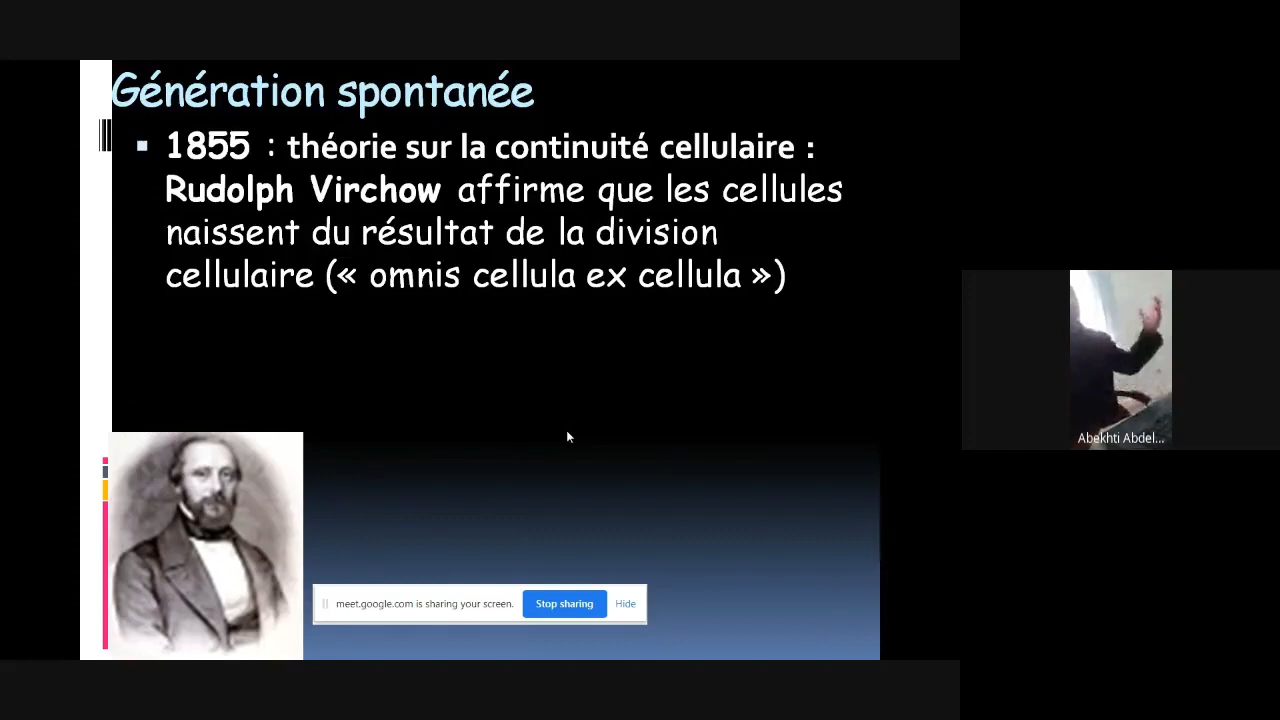 Génération spontanée
1855 : théorie sur la continuité cellulaire :
Rudolph Virchow affirme que les cellules
naissent du résultat de la division
cellulaire (« omnis cellula ex cellula »)
Abekhti Abdel...
meet.google.com is sharing your screen. Stop sharing Hide